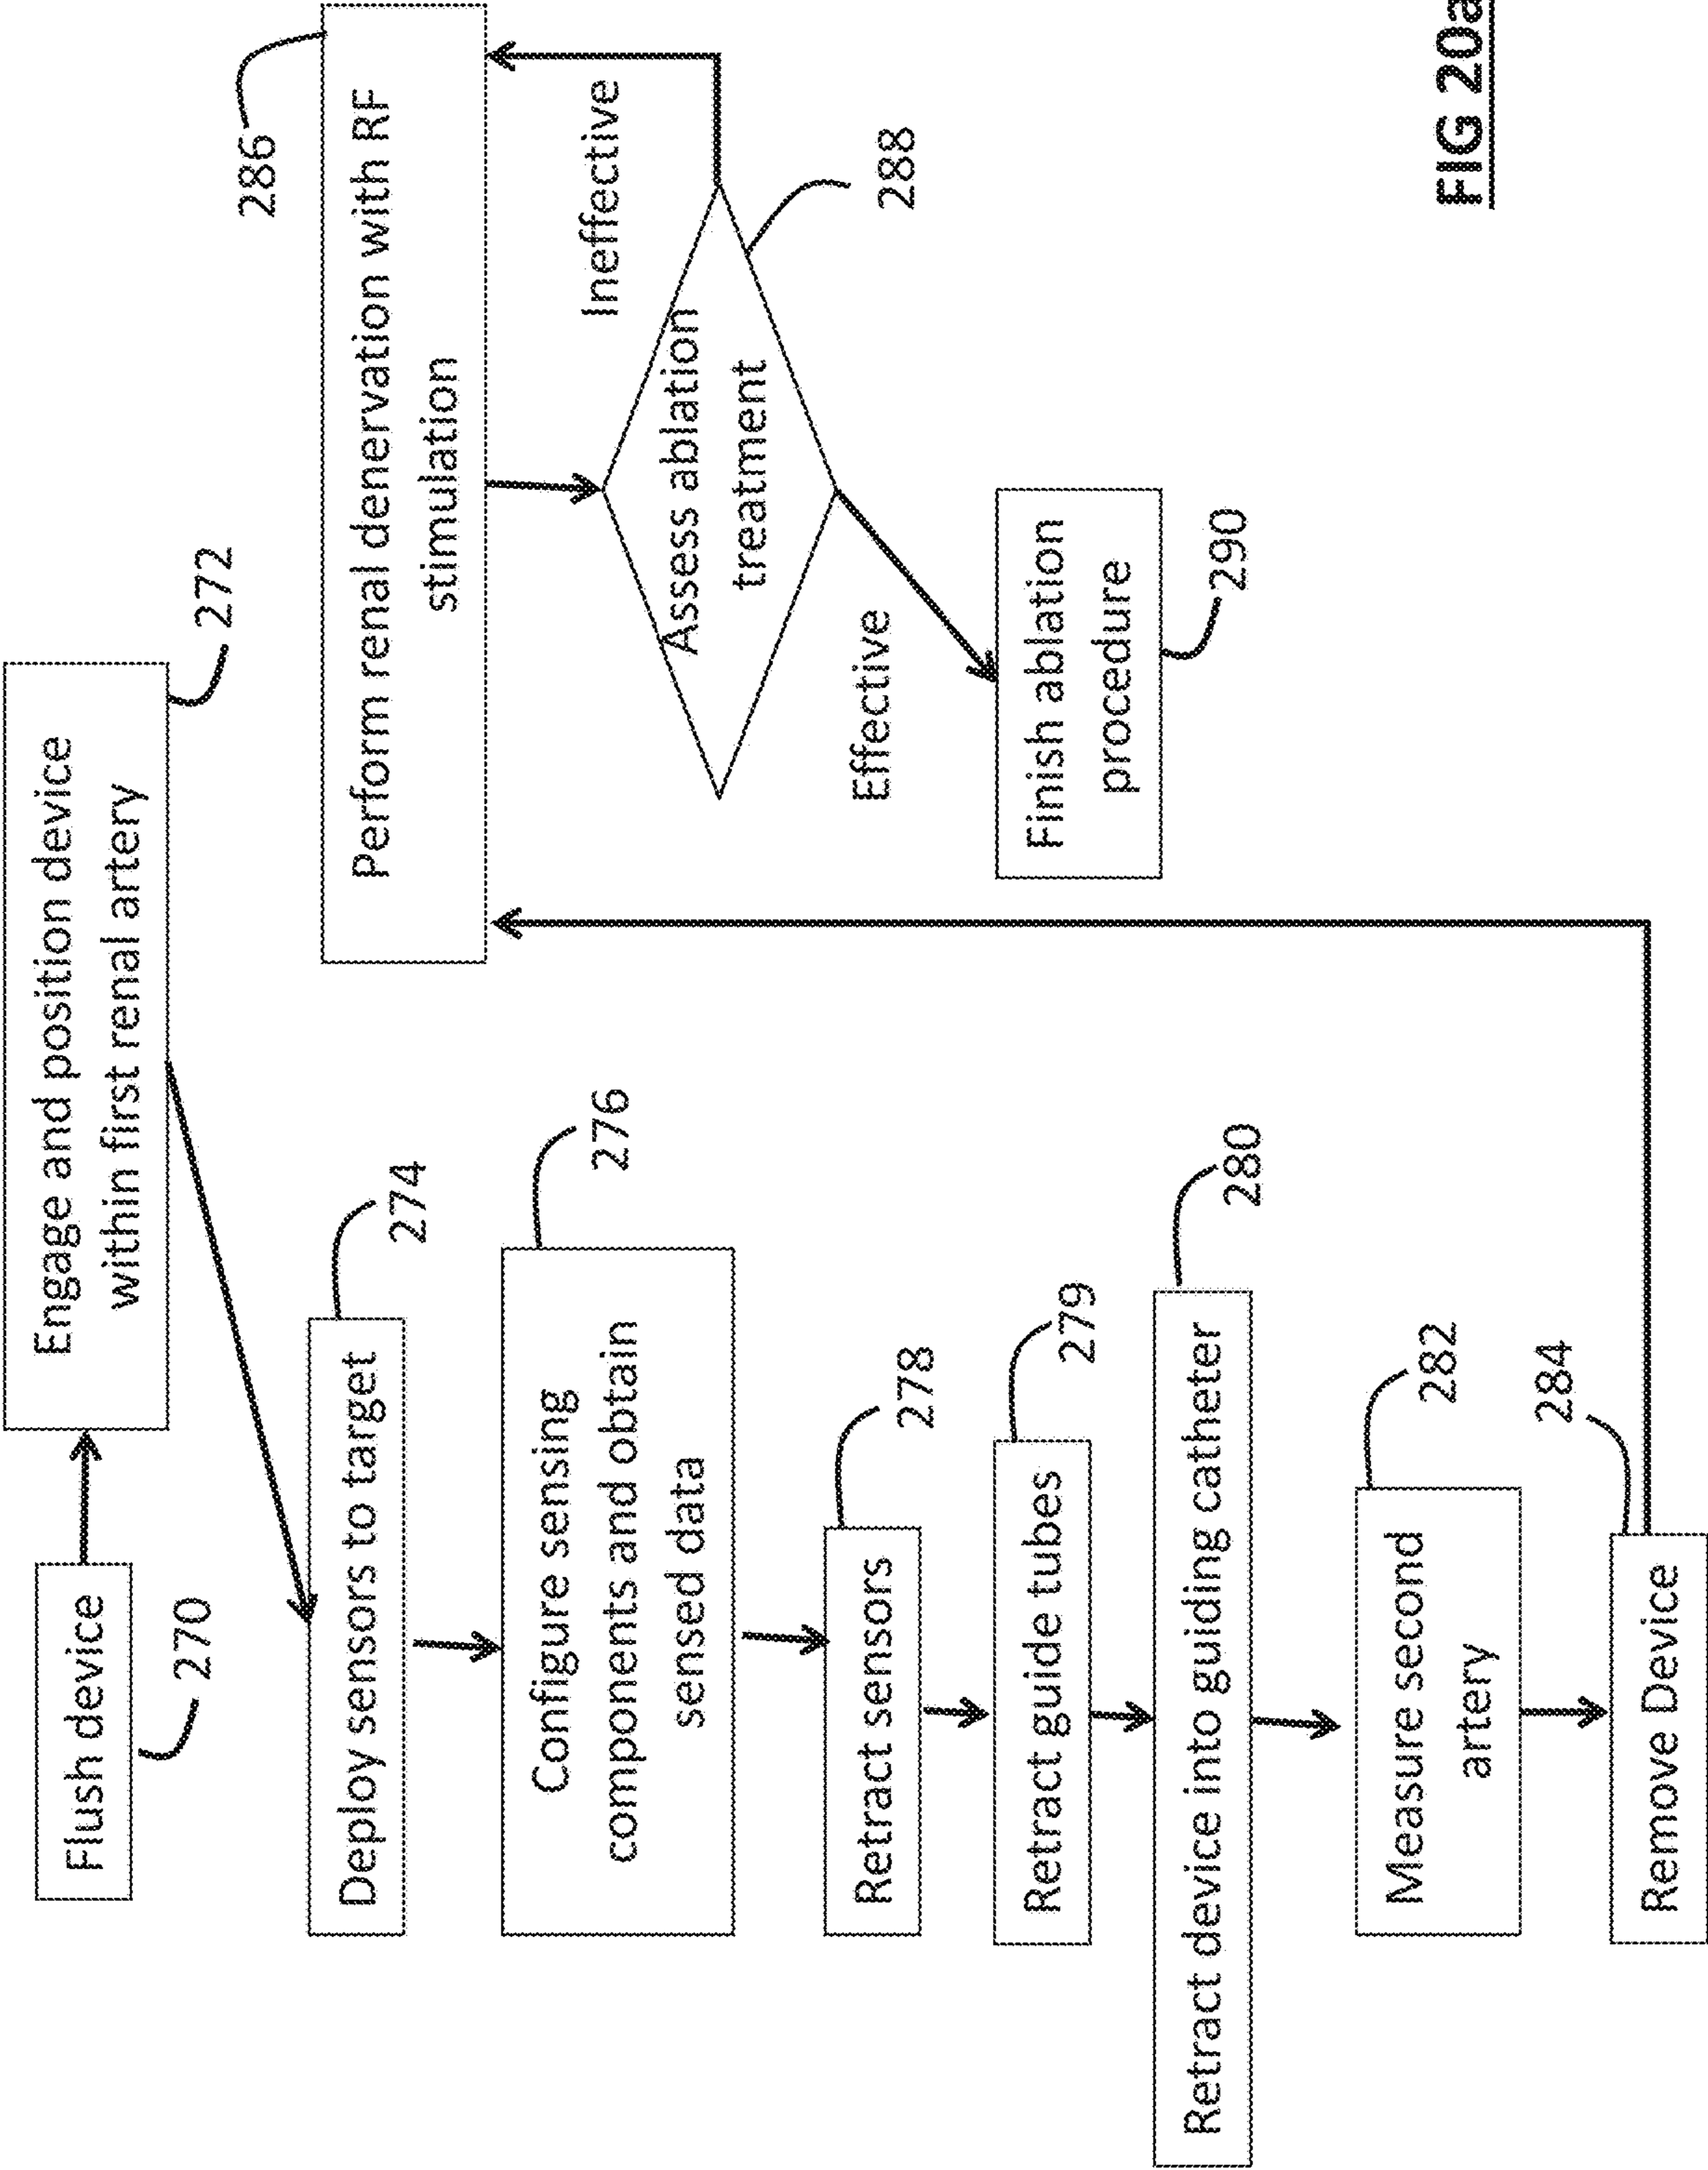 Flush device
270
Engage and position device
within first renal artery
272
Deploy sensors to target
274
Configure sensing
components and obtain
sensed data
276
Retract sensors
278
Retract guide tubes
279
Retract device into guiding catheter
280
Measure second
artery
282
Remove Device
284
Perform renal denervation with RF
stimulation
286
Assess ablation
treatment
288
Ineffective
Effective
Finish ablation
procedure
290
FIG 20a